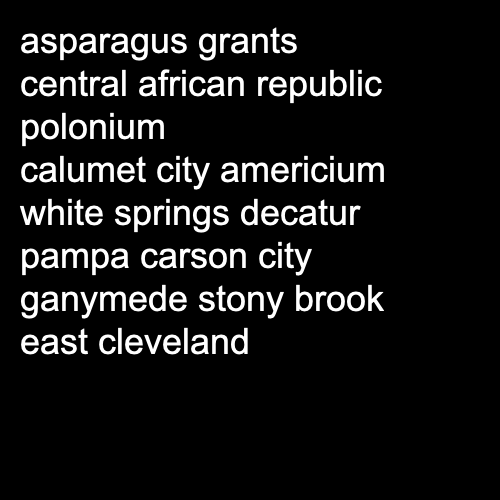 asparagus grants
central african republic
polonium
calumet city americium
white springs decatur
pampa carson city
ganymede stony brook
east cleveland